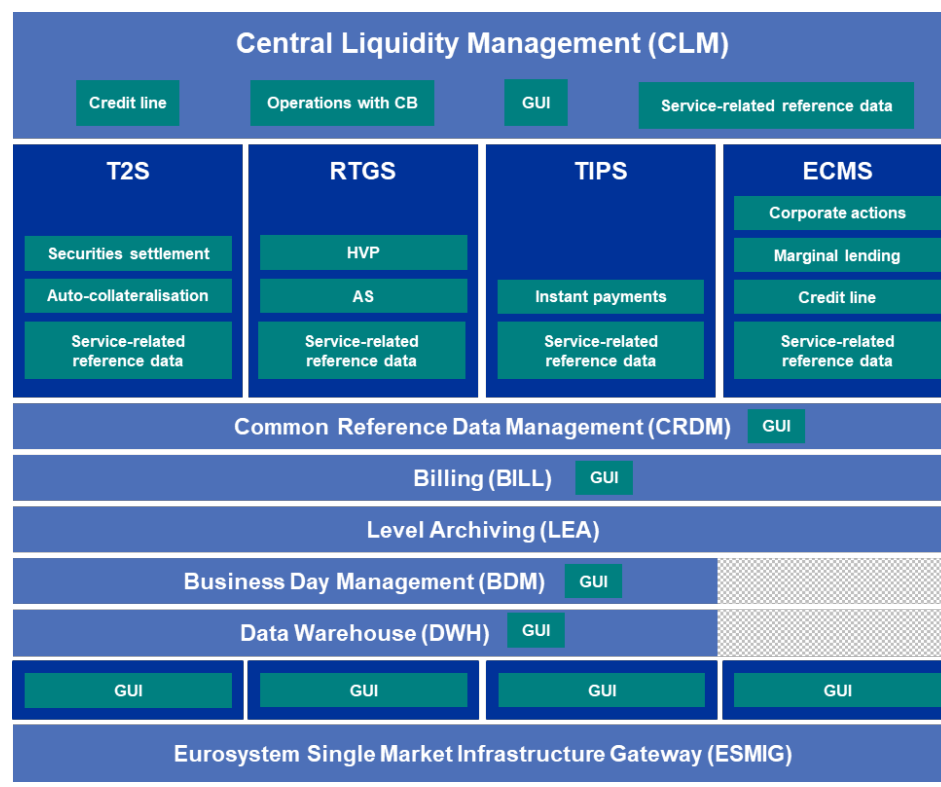 Central Liquidity Management (CLM)
Credit line
Operations with CB
GUI
Service-related reference data
T2S
Securities settlement
Auto-collateralisation
Service-related
reference data
RTGS
HVP
AS
Service-related
reference data
TIPS
Instant payments
Service-related
reference data
ECMS
Corporate actions
Marginal lending
Credit line
Service-related
reference data
Common Reference Data Management (CRDM)
GUI
Billing (BILL)
GUI
Level Archiving (LEA)
Business Day Management (BDM)
GUI
Data Warehouse (DWH)
GUI
GUI
GUI
GUI
GUI
Eurosystem Single Market Infrastructure Gateway (ESMIG)